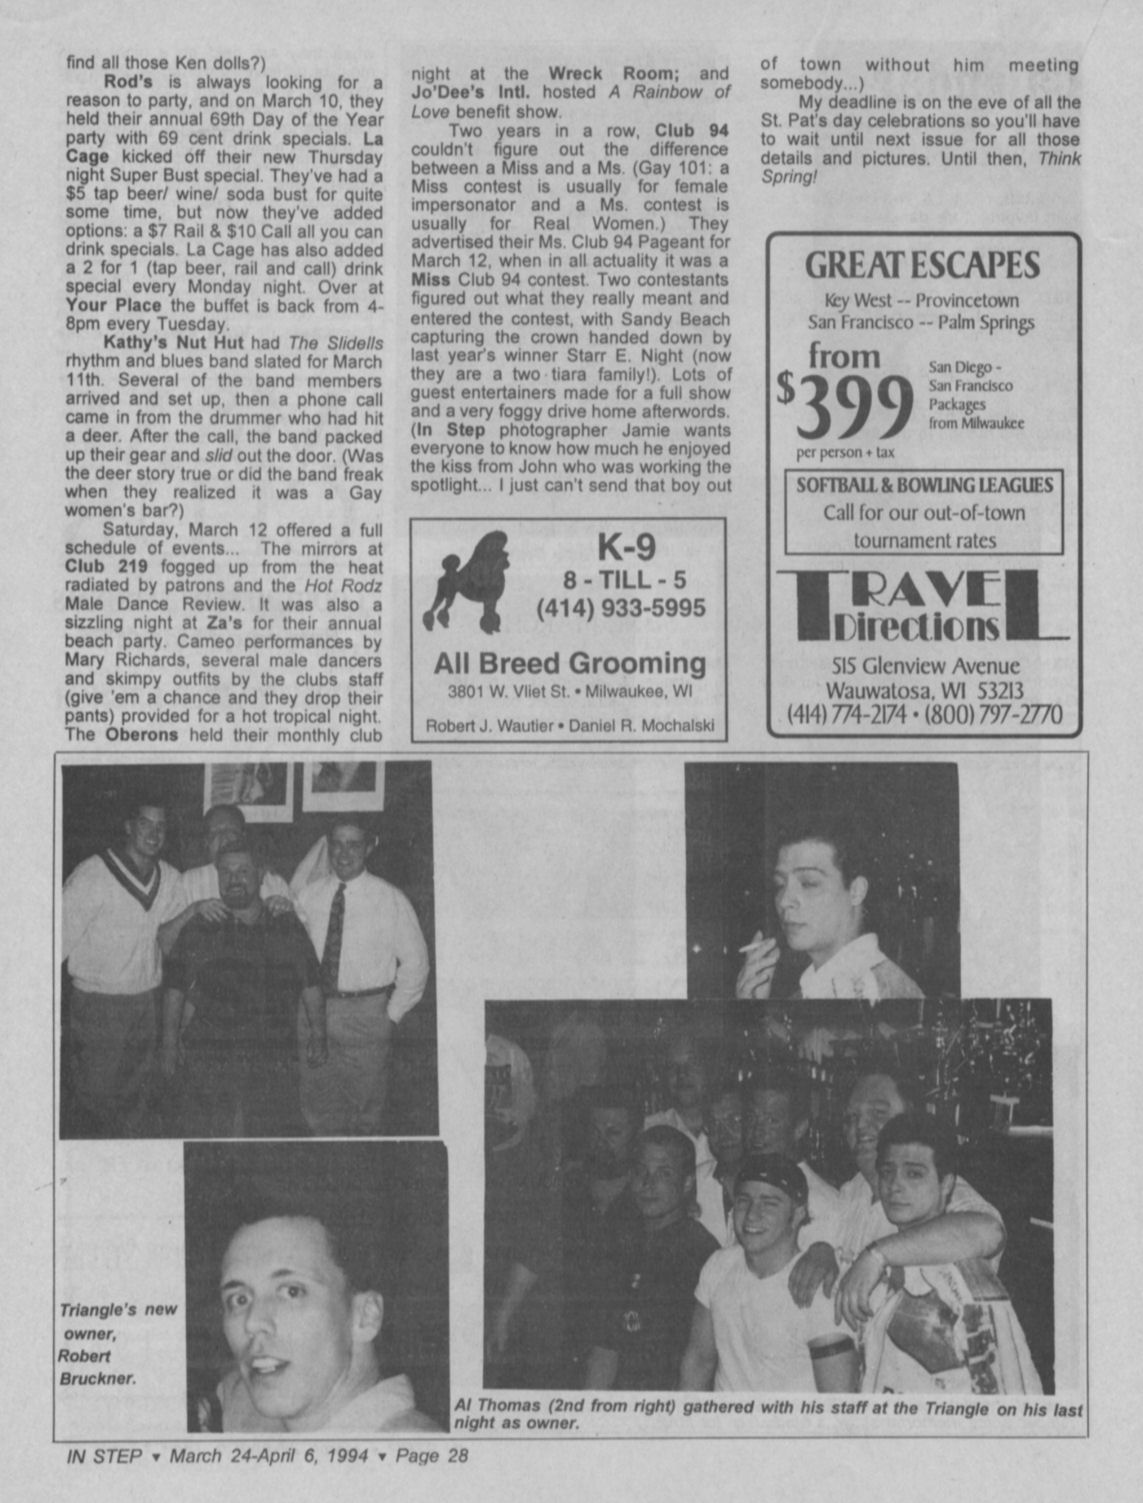 find all those Ken dolls?)
Rod's is always looking for a
reason to party, and on March 10, they
held their annual 69th Day of the Year
party with 69 cent drink specials. La
Cage kicked off their new Thursday
night Super Bust special. They've had a
$5 tap beer/ wine/ soda bust for quite
some time, but now they've added
options: a $7 Rail & $10 Call all you can
drink specials. La Cage has also added
a 2 for 1 (tap beer, rail and call) drink
special every Monday night. Over at
Your Place the buffet is back from 4-
8pm every Tuesday.
Kathy's Nut Hut had The Slidells
rhythm and blues band slated for March
11th. Several of the band members
arrived and set up, then a phone call
came in from the drummer who had hit
a deer. After the call, the band packed
up their gear and slid out the door. (Was
the deer story true or did the band freak
when they realized it was a Gay
women's bar?)
Saturday, March 12 offered a full
schedule of events... The mirrors at
Club 219 fogged up from the heat
radiated by patrons and the Hot Rodz
Male Dance Review. It was also a
sizzling night at Za's for their annual
beach party. Cameo performances by
Mary Richards, several male dancers
and skimpy outfits by the clubs staff
(give 'em a chance and they drop their
pants) provided for a hot tropical night.
The Oberons held their monthly club
night at the Wreck Room; and
Jo'Dee's Intl. hosted A Rainbow of
Love benefit show.
Two years in a row, Club 94
couldn't figure out the difference
between a Miss and a Ms. (Gay 101: a
Miss contest is usually for female
impersonator and a Ms. contest is
usually for Real Women.) They
advertised their Ms. Club 94 Pageant for
March 12, when in all actuality it was a
Miss Club 94 contest. Two contestants
figured out what they really meant and
entered the contest, with Sandy Beach
capturing the crown handed down by
last year's winner Starr E. Night (now
they are a two tiara family!). Lots of
guest entertainers made for a full show
and a very foggy drive home afterwords.
(In Step photographer Jamie wants
everyone to know how much he enjoyed
the kiss from John who was working the
spotlight... I just can't send that boy out
of town without him meeting
somebody...)
My deadline is on the eve of all the
St. Pat's day celebrations so you'll have
to wait until next issue for all those
details and pictures. Until then, Think
Spring!
K-9
8 - TILL - 5
(414) 933-5995
All Breed Grooming
3801 W. Vliet St. • Milwaukee, WI
Robert J. Wautier • Daniel R. Mochalski
GREAT ESCAPES
Key West -- Provincetown
San Francisco -- Palm Springs
from
$399
per person + tax
San Diego -
San Francisco
Packages
from Milwaukee
SOFTBALL & BOWLING LEAGUES
Call for our out-of-town
tournament rates
TRAVEL
Directions
515 Glenview Avenue
Wauwatosa, WI 53213
(414) 774-2174 • (800) 797-2770
Triangle's new
owner,
Robert
Bruckner.
Al Thomas (2nd from right) gathered with his staff at the Triangle on his last
night as owner.
IN STEP ▼ March 24-April 6, 1994 ▼ Page 28